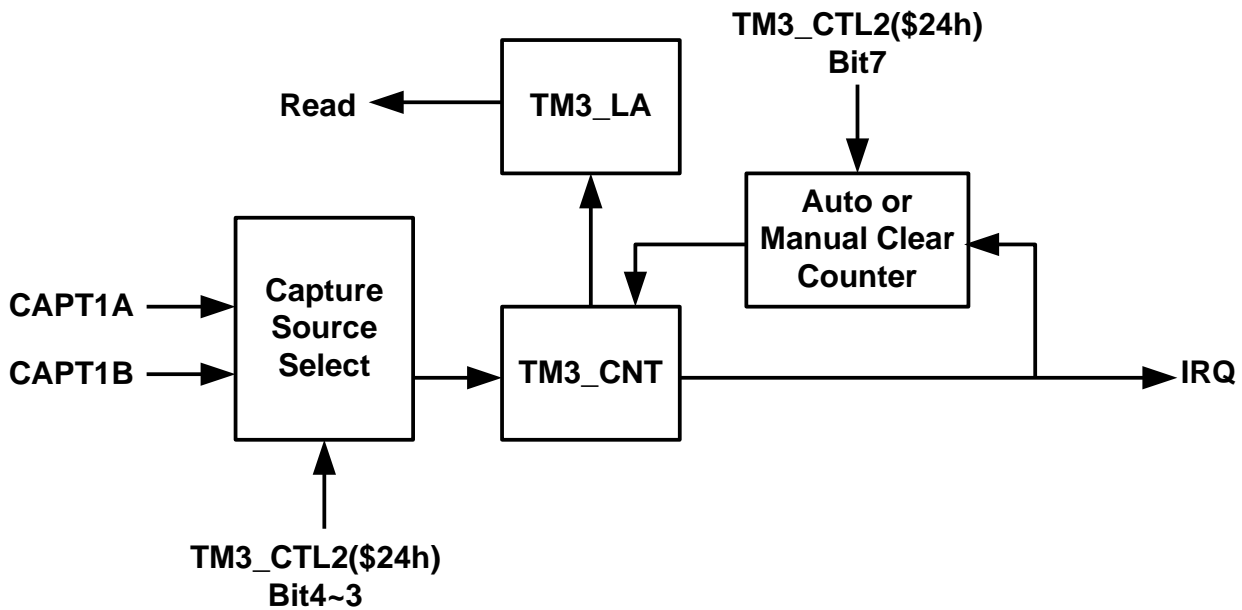 TM3_CTL2($24h)
Bit7
Read
TM3_LA
Auto or
Manual Clear
Counter
CAPT1A
CAPT1B
Capture
Source
Select
TM3_CNT
IRQ
TM3_CTL2($24h)
Bit4~3